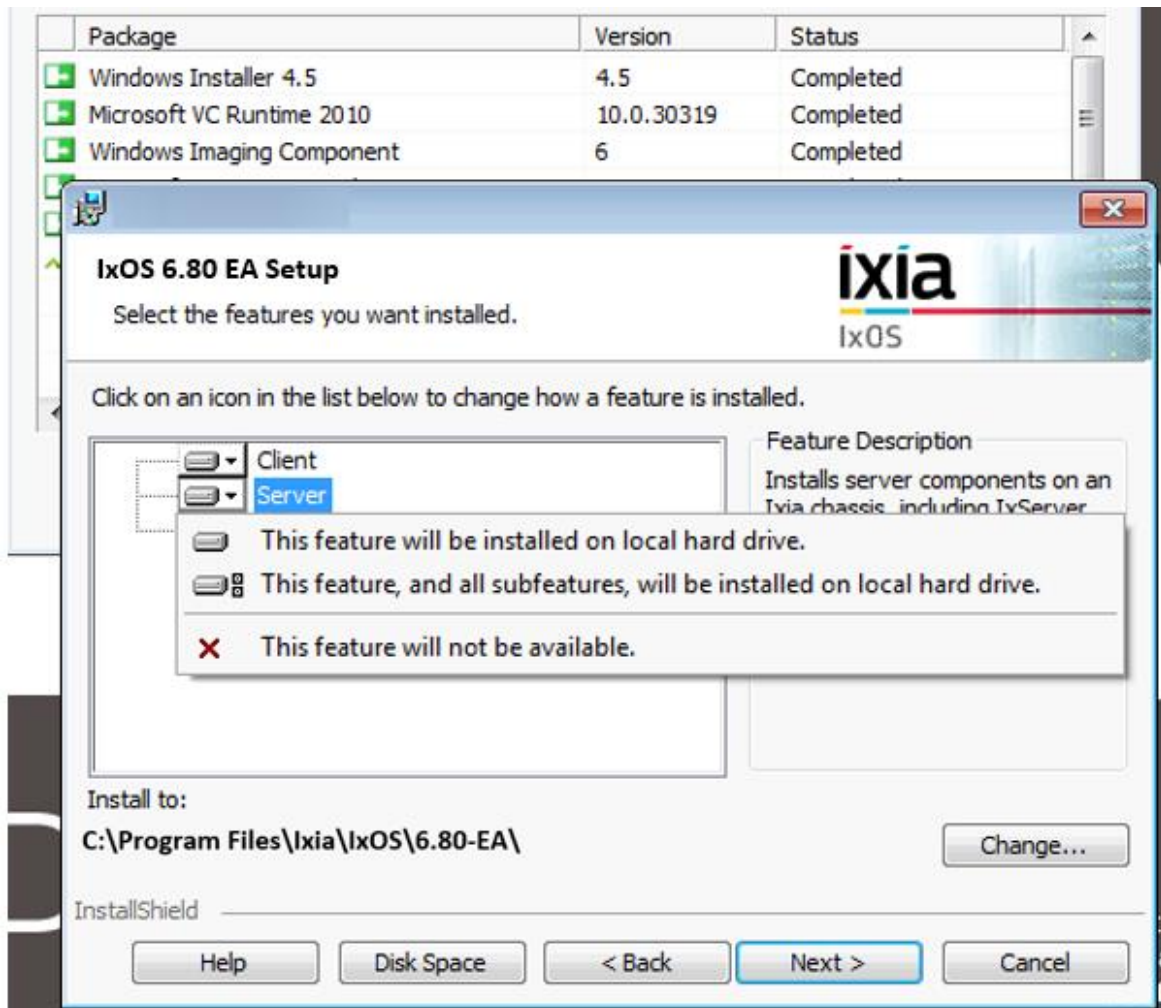 Package Version Status
Windows Installer 4.5 4.5 Completed
Microsoft VC Runtime 2010 10.0.30319 Completed
Windows Imaging Component 6 Completed
IxOS 6.80 EA Setup
Select the features you want installed.
ixia
IxOS
Click on an icon in the list below to change how a feature is installed.
Client
Server
Feature Description
Installs server components on an
Ixia chassis, including IxServer
This feature will be installed on local hard drive.
This feature, and all subfeatures, will be installed on local hard drive.
This feature will not be available.
Install to:
C:\Program Files\Ixia\IxOS\6.80-EA\
Change...
InstallShield
Help Disk Space < Back Next > Cancel